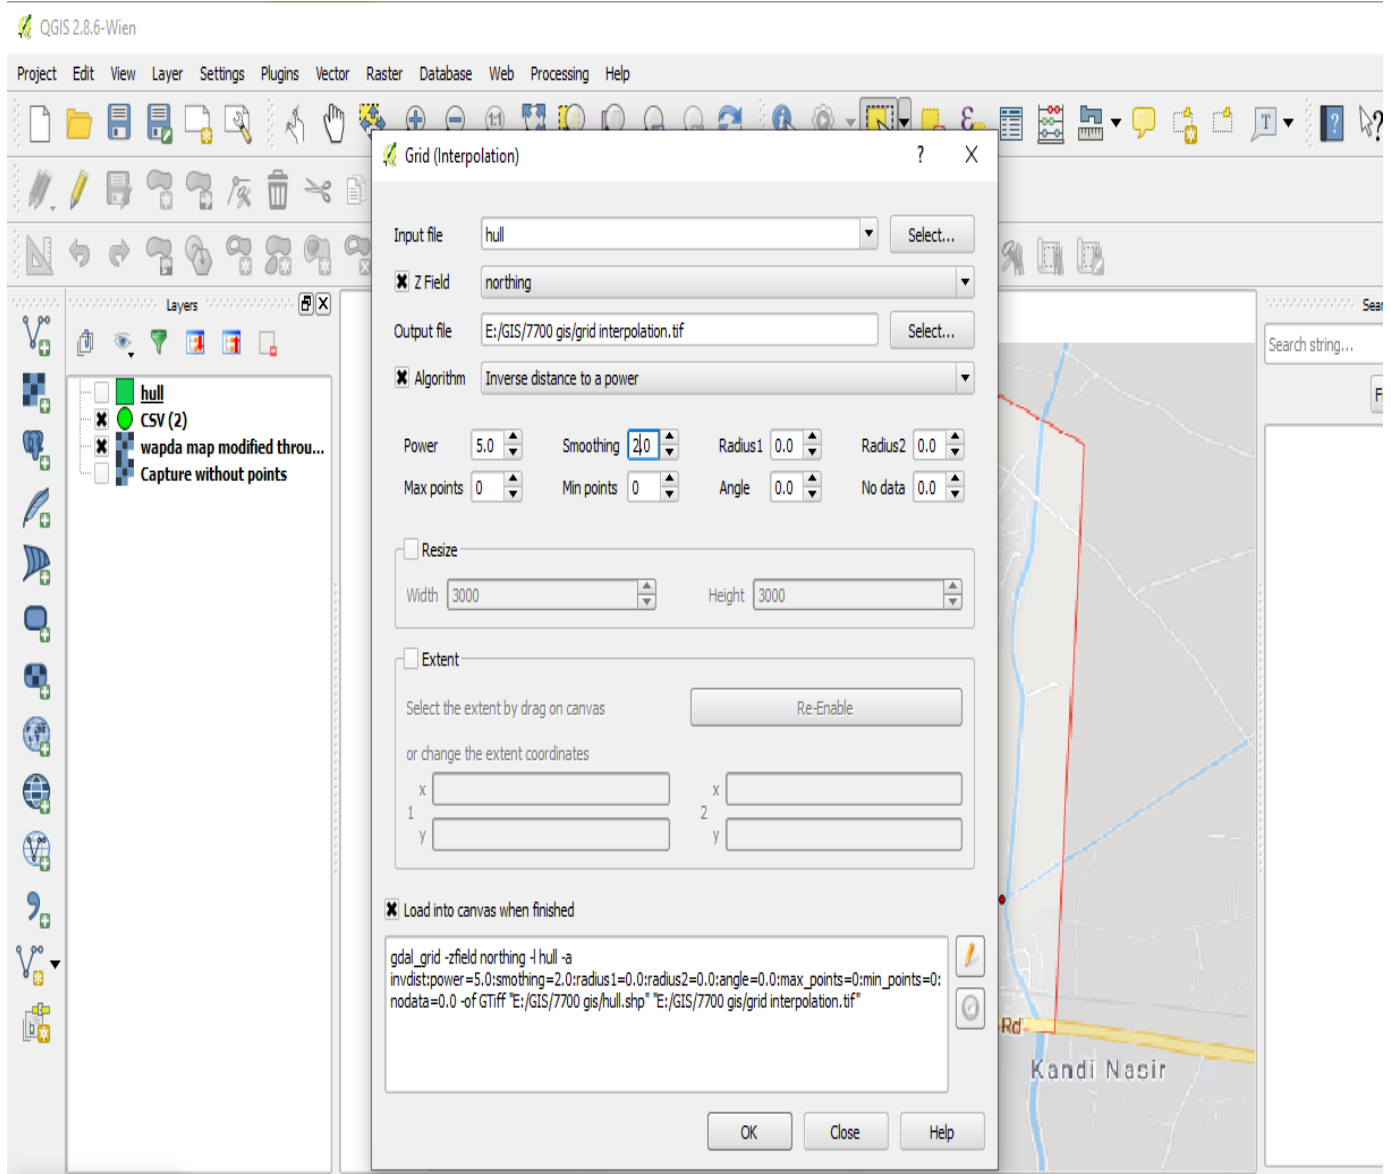 QGIS 2.8.6-Wien
Project Edit View Layer Settings Plugins Vector Raster Database Web Processing Help
1:1
T
?
?
Grid (Interpolation)
?
Input file hull Select...
Z Field northing
Output file E:/GIS/7700 gis/grid interpolation.tif Select...
Algorithm Inverse distance to a power
Power 5.0 Smoothing 2.0 Radius1 0.0 Radius2 0.0
Max points 0 Min points 0 Angle 0.0 No data 0.0
Resize
Width 3000 Height 3000
Extent
Select the extent by drag on canvas Re-Enable
or change the extent coordinates
x x
1 2
y y
Load into canvas when finished
gdal_grid -zfield northing -l hull -a
invdist:power=5.0:smothing=2.0:radius1=0.0:radius2=0.0:angle=0.0:max_points=0:min_points=0:
nodata=0.0 -of GTiff "E:/GIS/7700 gis/hull.shp" "E:/GIS/7700 gis/grid interpolation.tif"
OK Close Help
Layers
hull
CSV (2)
wapda map modified throu...
Capture without points
Sear
Search string...
F
Rd
Kandi Nasir